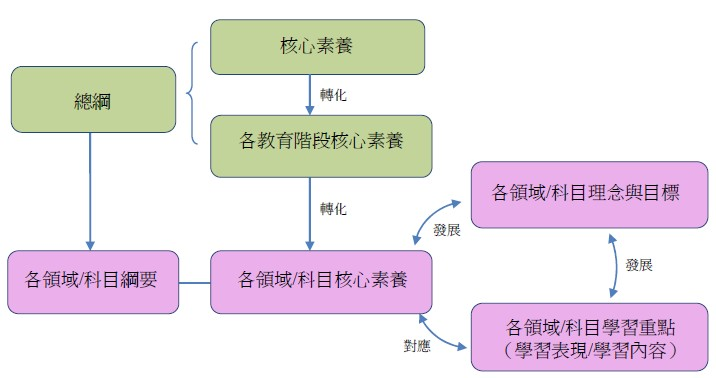 核心素養
總綱
轉化
各教育階段核心素養
轉化
各領域/科目理念與目標
發展
各領域/科目綱要
各領域/科目核心素養
發展
各領域/科目學習重點
（學習表現/學習內容）
對應